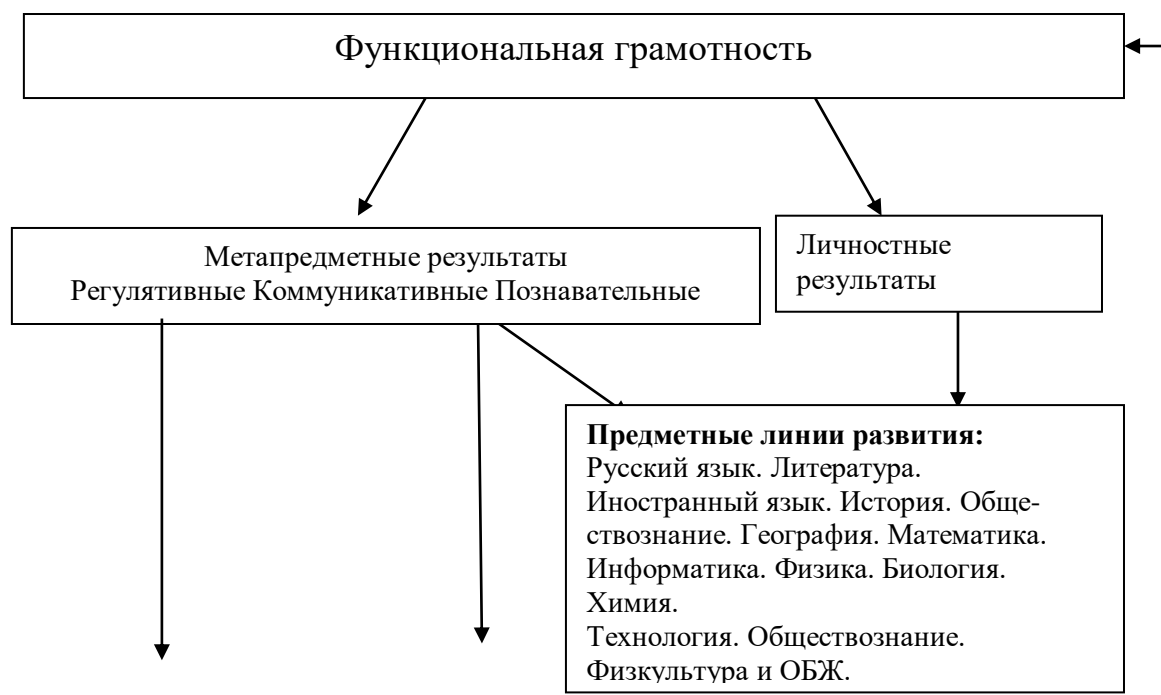 Функциональная грамотность
Метапредметные результаты
Регулятивные Коммуникативные Познавательные
Личностные
результаты
Предметные линии развития:
Русский язык. Литература.
Иностранный язык. История. Обще-
ствознание. География. Математика.
Информатика. Физика. Биология.
Химия.
Технология. Обществознание.
Физкультура и ОБЖ.